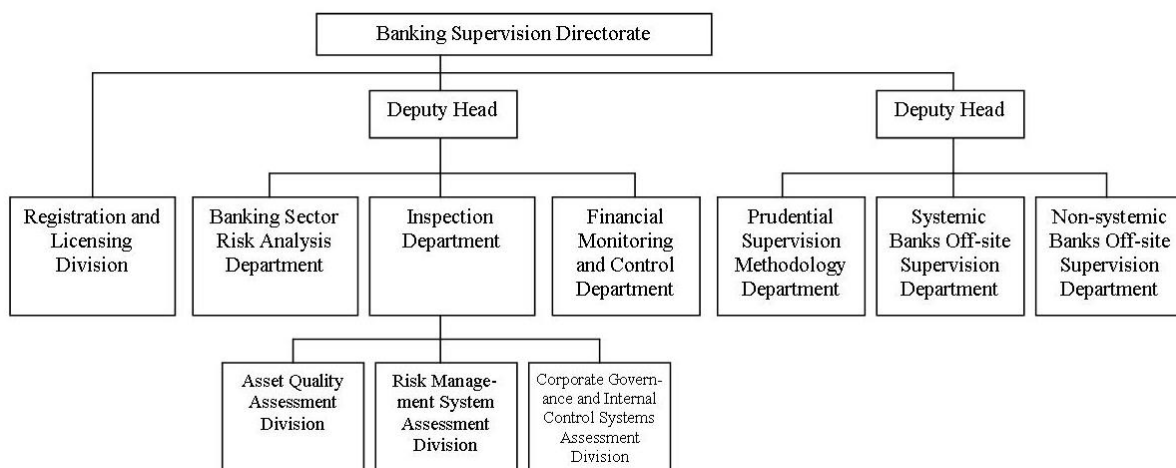 Banking Supervision Directorate
Deputy Head
Deputy Head
Registration and
Licensing
Division
Banking Sector
Risk Analysis
Department
Inspection
Department
Financial
Monitoring
and Control
Department
Prudential
Supervision
Methodology
Department
Systemic
Banks Off-site
Supervision
Department
Non-systemic
Banks Off-site
Supervision
Department
Asset Quality
Assessment
Division
Risk Manage-
ment System
Assessment
Division
Corporate Govern-
ance and Internal
Control Systems
Assessment
Division